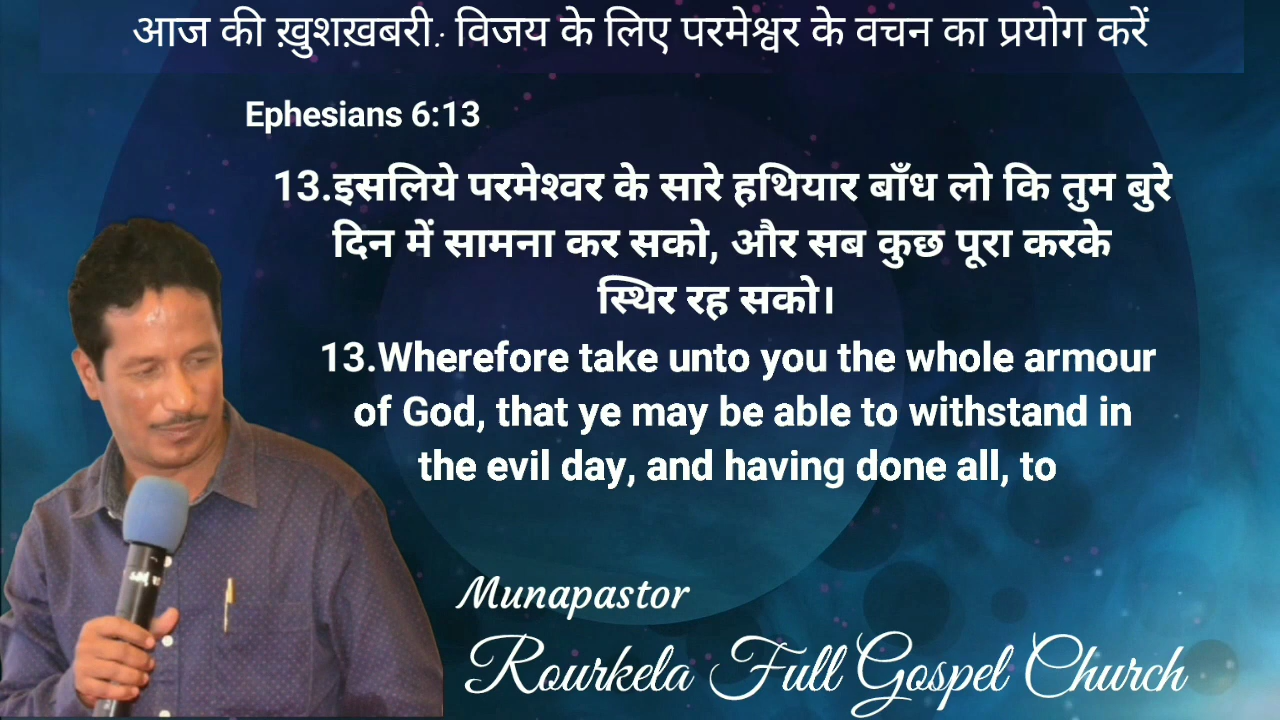 आज की ख़ुशख़बरी: विजय के लिए परमेश्वर के वचन का प्रयोग करें
Ephesians 6:13
13.इसलिये परमेश्‍वर के सारे हथियार बाँध लो कि तुम बुरे
दिन में सामना कर सको, और सब कुछ पूरा करके
स्थिर रह सको।
13.Wherefore take unto you the whole armour
of God, that ye may be able to withstand in
the evil day, and having done all, to
Munapastor
Rourkela Full Gospel Church